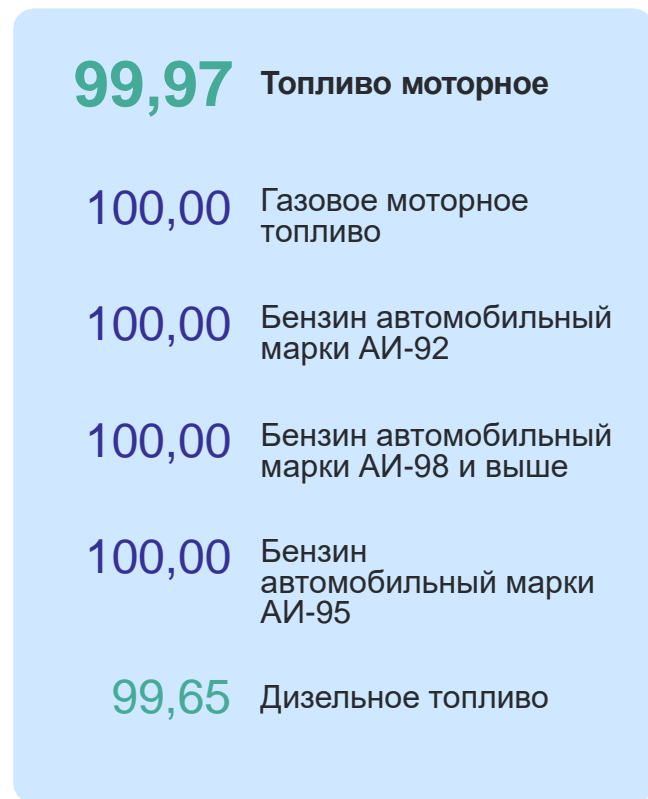 99,97 Топливо моторное
100,00 Газовое моторное
топливо
100,00 Бензин автомобильный
марки АИ-92
100,00 Бензин автомобильный
марки АИ-98 и выше
100,00 Бензин
автомобильный марки
АИ-95
99,65 Дизельное топливо